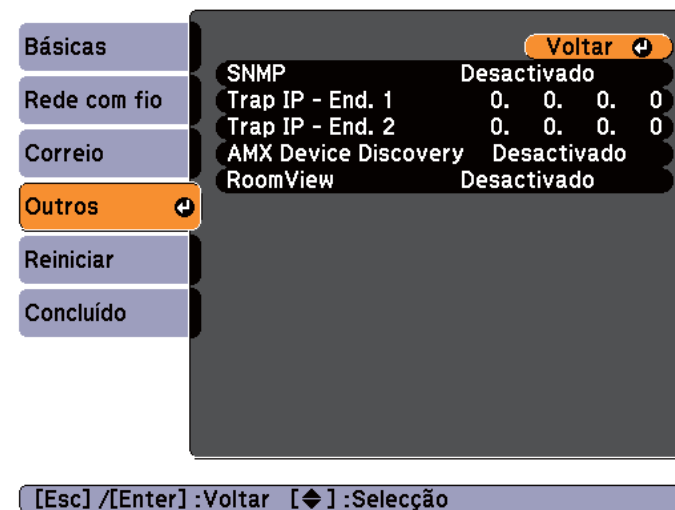 Básicas
Rede com fio
Correio
Outros
Reiniciar
Concluído
Voltar
SNMP Desactivado
Trap IP - End. 1 0. 0. 0. 0
Trap IP - End. 2 0. 0. 0. 0
AMX Device Discovery Desactivado
RoomView Desactivado
[Esc] /[Enter] :Voltar [◆] :Selecção